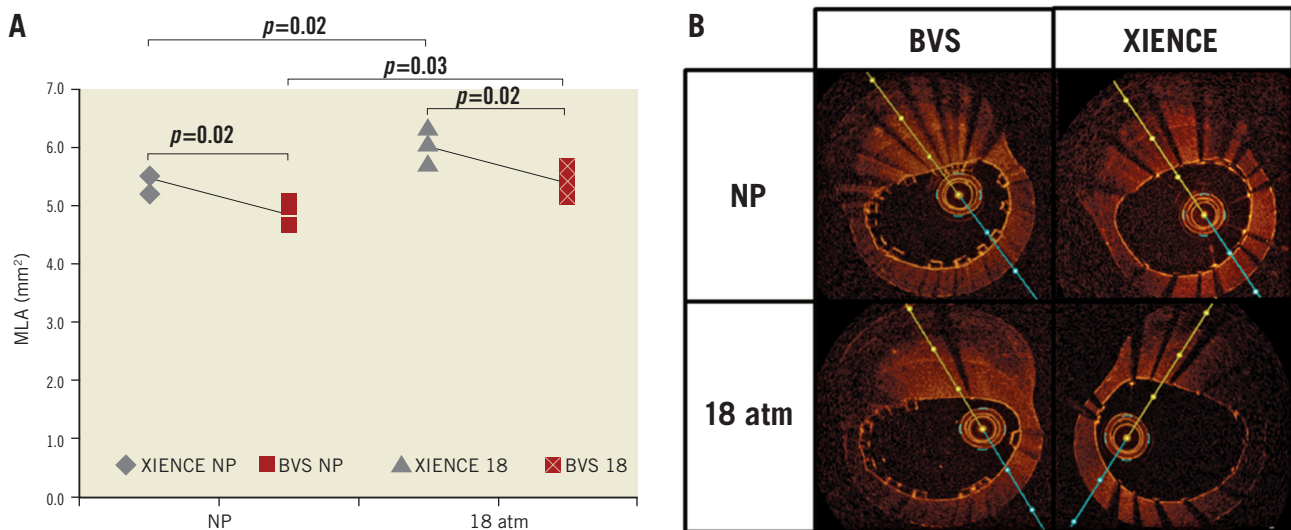 A
p=0.02
p=0.03
p=0.02
p=0.02
7.0
6.0
5.0
4.0
3.0
2.0
1.0
0.0
MLA (mm²)
XIENCE NP BVS NP XIENCE 18 BVS 18
NP 18 atm
B
BVS XIENCE
NP
18 atm